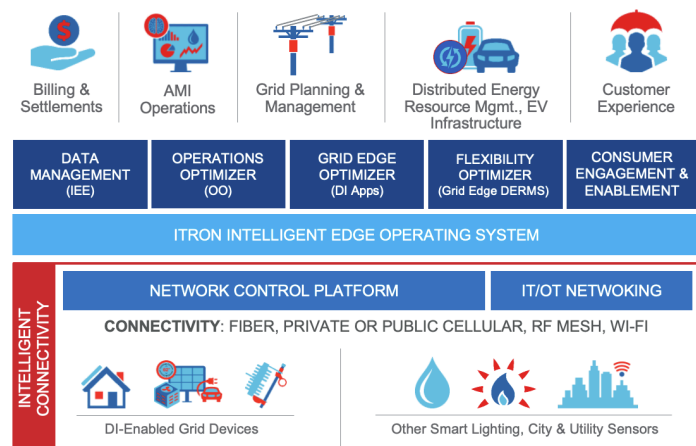 Billing &
Settlements
AMI
Operations
Grid Planning &
Management
Distributed Energy
Resource Mgmt., EV
Infrastructure
Customer
Experience
DATA
MANAGEMENT
(IEE)
OPERATIONS
OPTIMIZER
(OO)
GRID EDGE
OPTIMIZER
(DI Apps)
FLEXIBILITY
OPTIMIZER
(Grid Edge DERMS)
CONSUMER
ENGAGEMENT &
ENABLEMENT
ITRON INTELLIGENT EDGE OPERATING SYSTEM
INTELLIGENT
CONNECTIVITY
NETWORK CONTROL PLATFORM
IT/OT NETWOKING
CONNECTIVITY: FIBER, PRIVATE OR PUBLIC CELLULAR, RF MESH, WI-FI
DI-Enabled Grid Devices
Other Smart Lighting, City & Utility Sensors